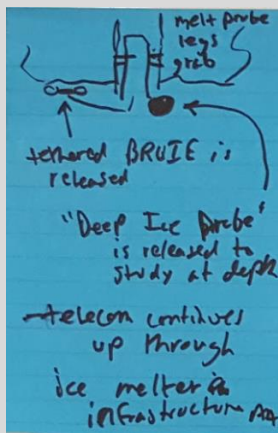 melt probe
legs
grab
tethered BRUIE is
released
"Deep Ice Probe"
is released to
study at depth
telecom continues
up through
ice melter
infrastructure